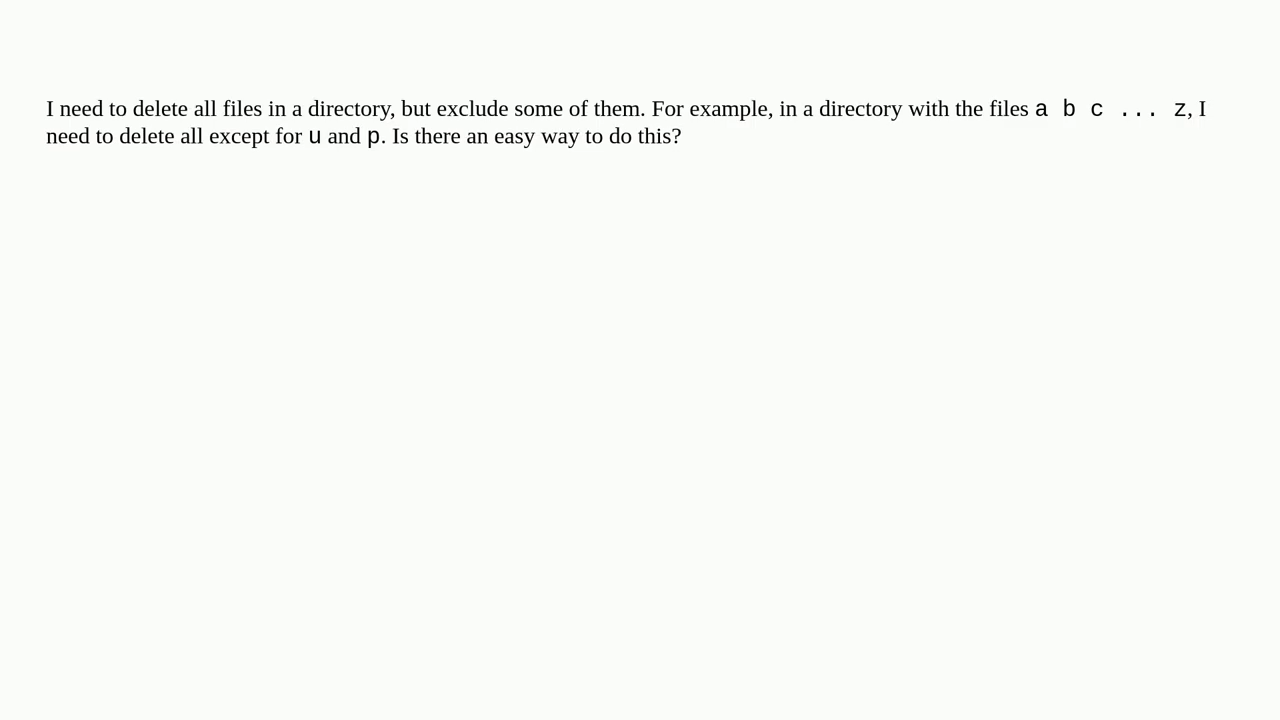 I need to delete all files in a directory, but exclude some of them. For example, in a directory with the files a b c ... z, I
need to delete all except for u and p. Is there an easy way to do this?